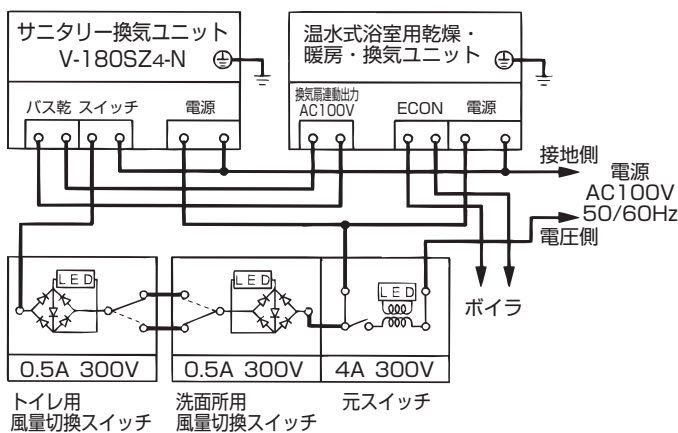 サニタリー換気ユニット
V-180SZ4-N
バス乾 スイッチ 電源
温水式浴室用乾燥・
暖房・換気ユニット
換気扇連動出力
AC100V
ECON 電源
接地側
電源
AC100V
50/60Hz
電圧側
ボイラ
LED
LED
LED
0.5A 300V
0.5A 300V
4A 300V
トイレ用
風量切換スイッチ
洗面所用
風量切換スイッチ
元スイッチ